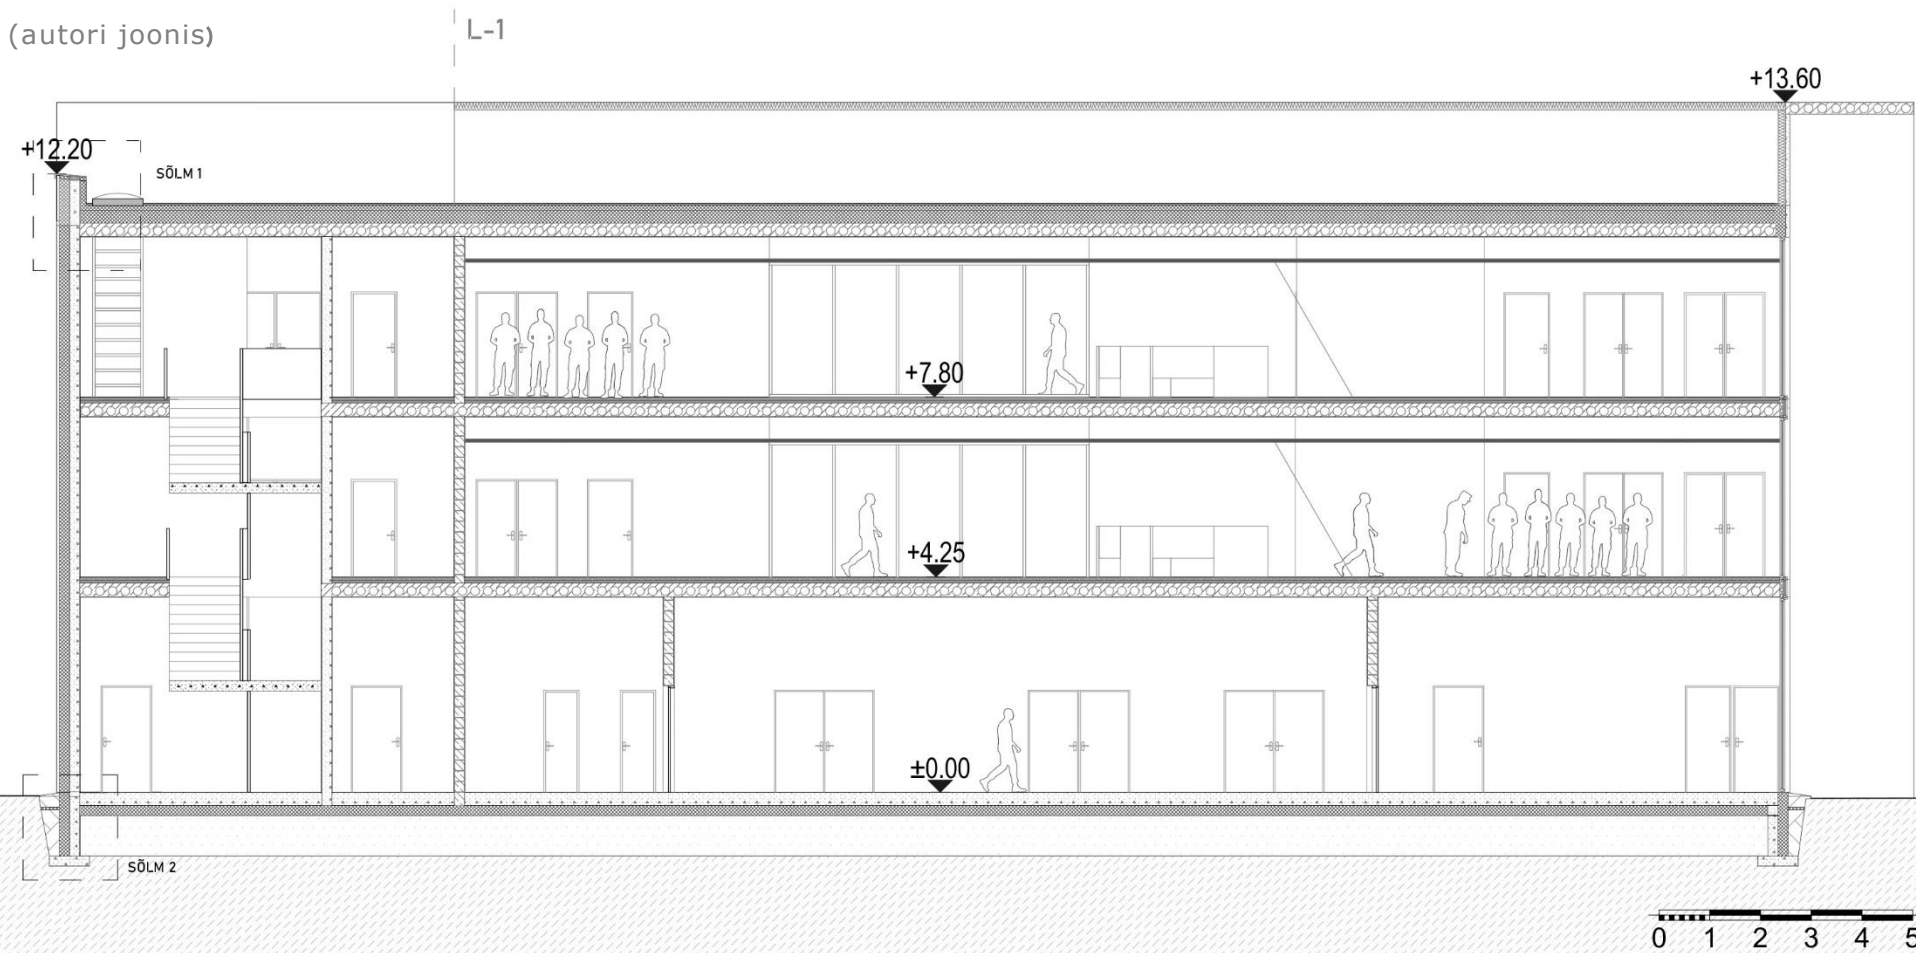 (autori joonis)
L-1
+13.60
+12.20
SÕLM 1
+7.80
+4.25
±0.00
SÕLM 2
0 1 2 3 4 5